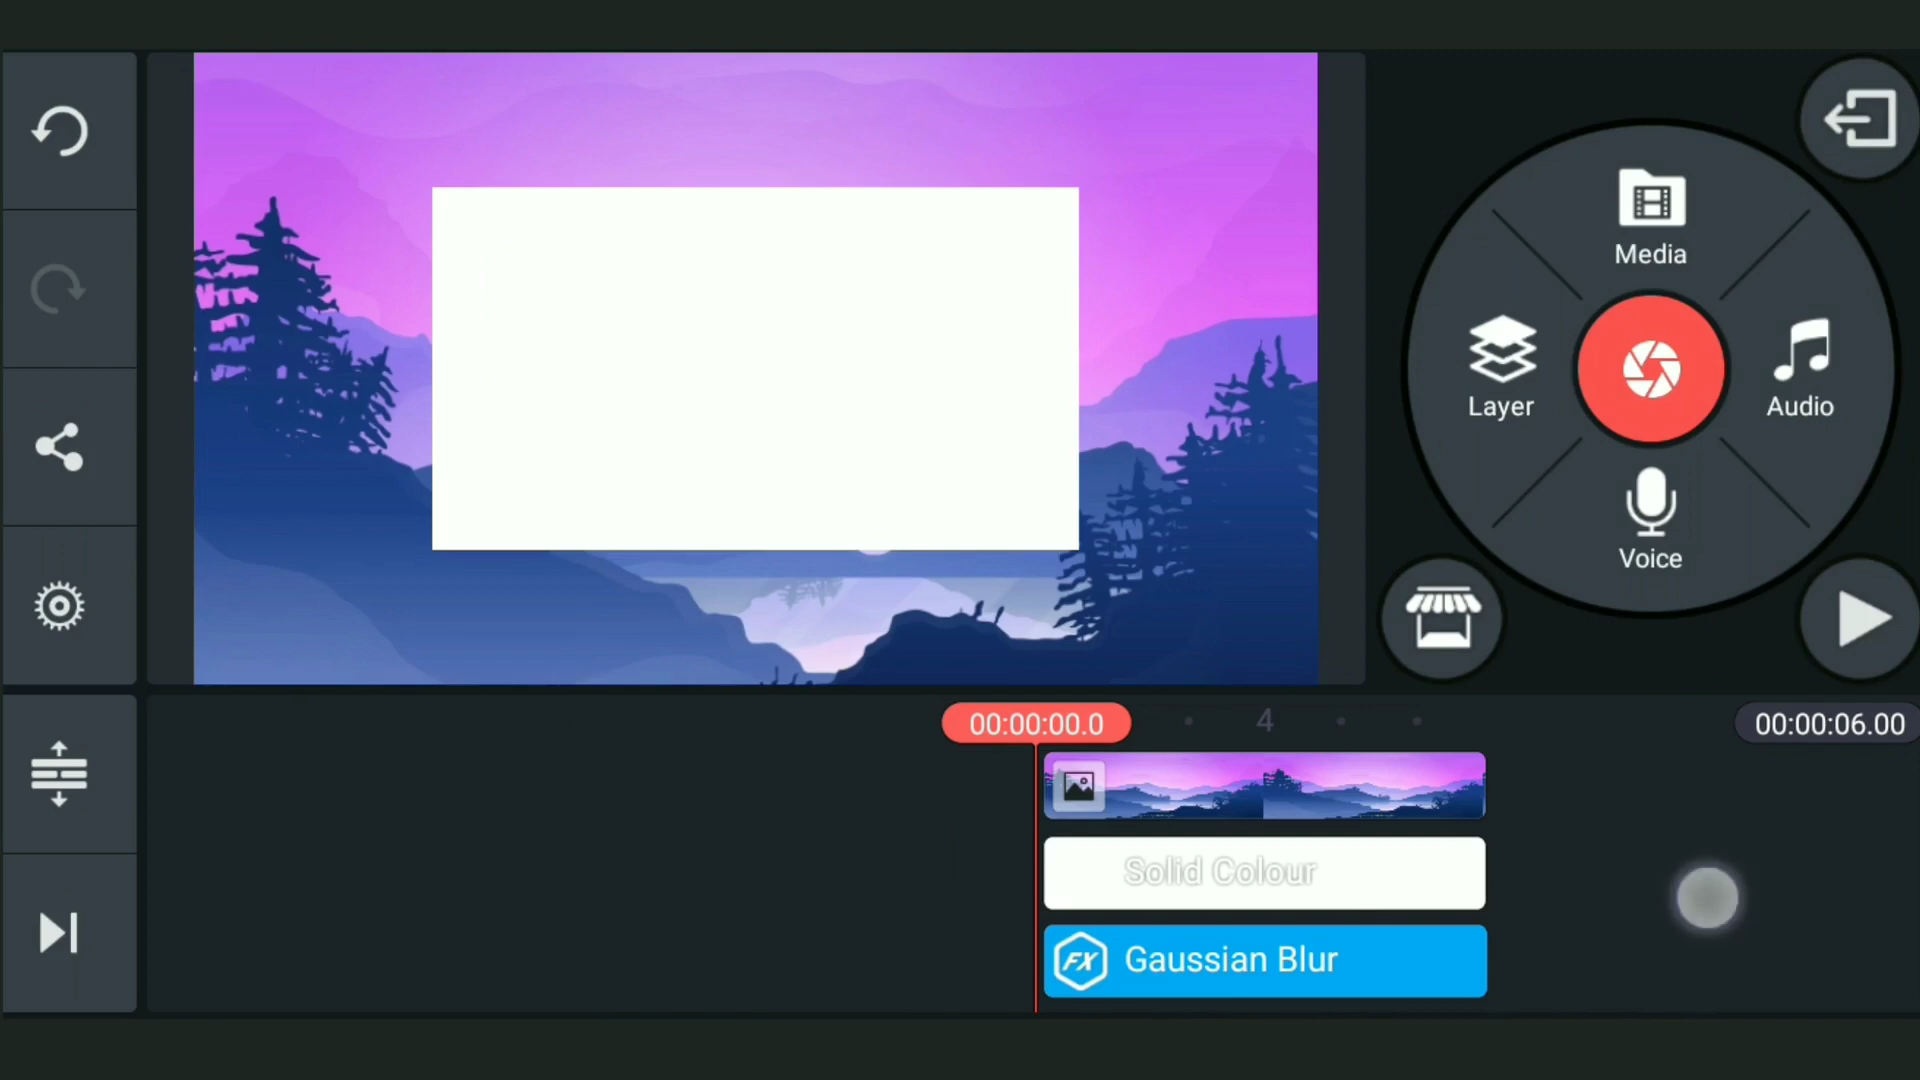 Media
Layer
Audio
Voice
00:00:00.0
4
00:00:06.00
Solid Colour
FX
Gaussian Blur